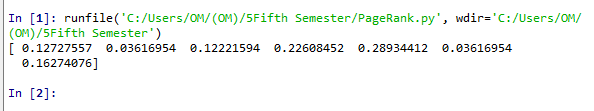 In [1]: runfile('C:/Users/OM/(OM)/5Fifth Semester/PageRank.py', wdir='C:/Users/OM/
(OM)/5Fifth Semester')
[ 0.12727557  0.03616954  0.12221594  0.22608452  0.28934412  0.03616954
  0.16274076]
In [2]: